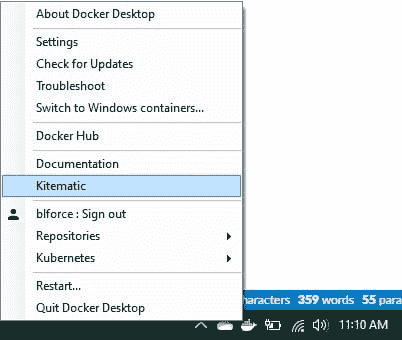 About Docker Desktop
Settings
Check for Updates
Troubleshoot
Switch to Windows containers...
Docker Hub
Documentation
Kitematic
blforce : Sign out
Repositories
Kubernetes
Restart...
Quit Docker Desktop
haracters 359 words 55 para
11:10 AM